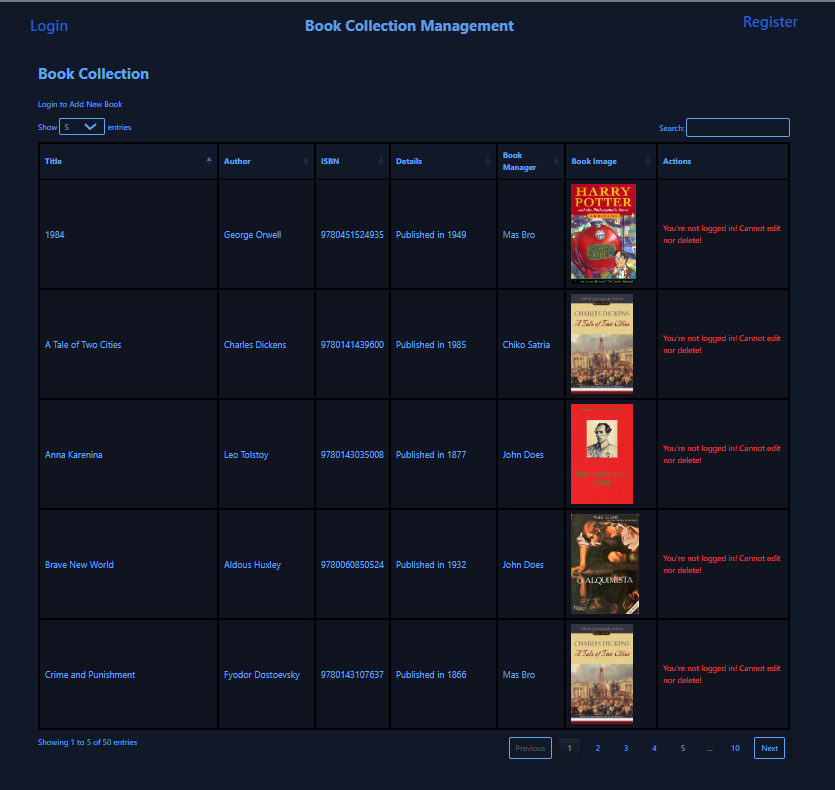 Login
Book Collection Management
Register
Book Collection
Login to Add New Book
Show 5 entries
Search:
Title
Author
ISBN
Details
Book
Manager
Book Image
Actions
1984
George Orwell
9780451524935
Published in 1949
Mas Bro
HARRY
POTTER
and the Philosopher's Stone
You're not logged in! Cannot edit
nor delete!
A Tale of Two Cities
Charles Dickens
9780141439600
Published in 1985
Chiko Satria
CHARLES DICKENS
A Tale of Two Cities
You're not logged in! Cannot edit
nor delete!
Anna Karenina
Leo Tolstoy
9780143035008
Published in 1877
John Does
You're not logged in! Cannot edit
nor delete!
Brave New World
Aldous Huxley
9780060850524
Published in 1932
John Does
O ALQUIMISTA
You're not logged in! Cannot edit
nor delete!
Crime and Punishment
Fyodor Dostoevsky
9780143107637
Published in 1866
Mas Bro
CHARLES DICKENS
A Tale of Two Cities
You're not logged in! Cannot edit
nor delete!
Showing 1 to 5 of 50 entries
Previous 1 2 3 4 5 … 10 Next